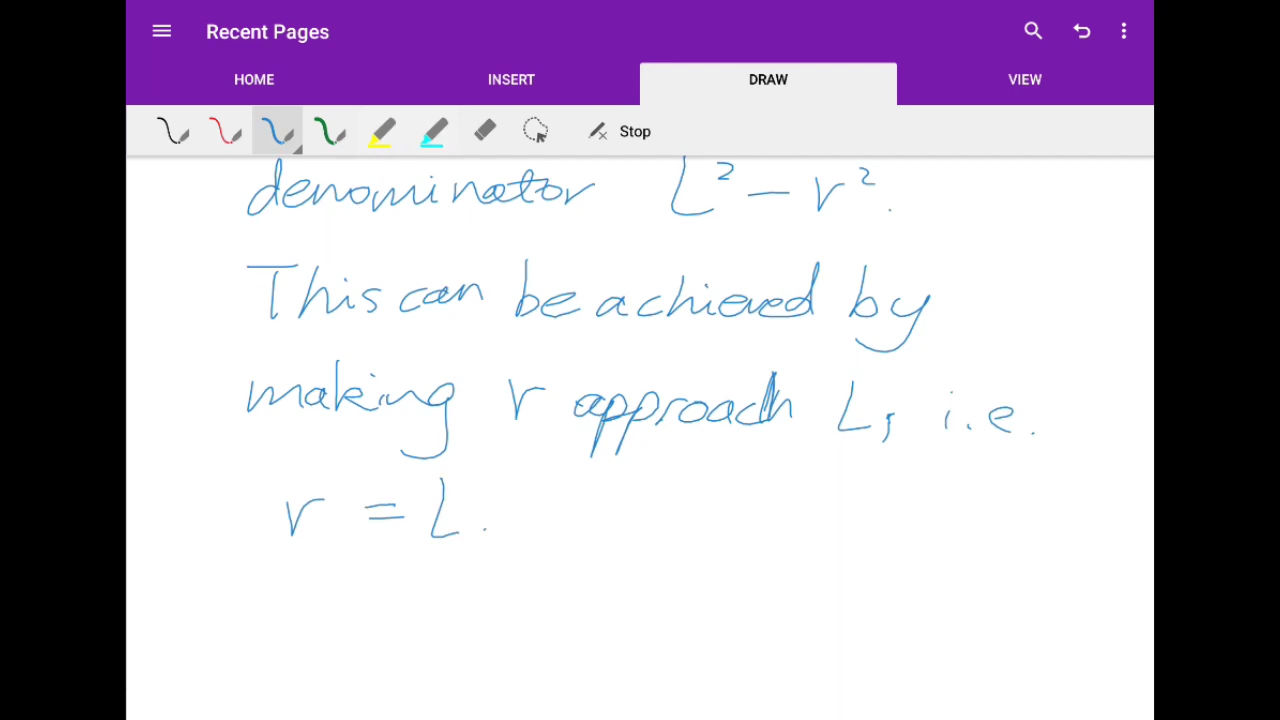 Recent Pages
HOME INSERT DRAW VIEW
Stop
denominator L² - r².
This can be achieved by
making r approach L, i.e.
r = L.